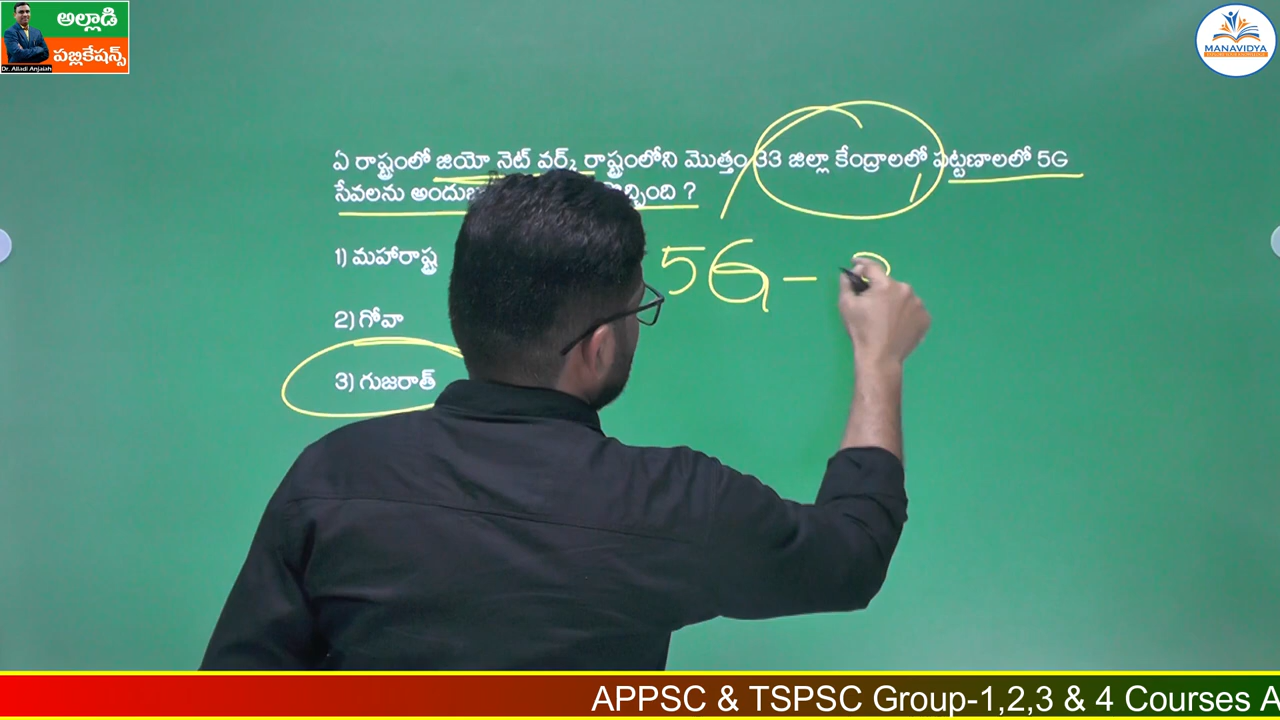 అల్లాడి
పబ్లికేషన్స్
Dr. Alladi Anjaiah
MANAVIDYA
ఏ రాష్ట్రంలో జియో నెట్ వర్క్ రాష్ట్రంలోని మొత్తం 33 జిల్లా కేంద్రాలలో పట్టణాలలో 5G
సేవలను ?
1) మహారాష్ట్ర
5G -
2) గోవా
3) గుజరాత్
APPSC & TSPSC Group-1,2,3 & 4 Courses A